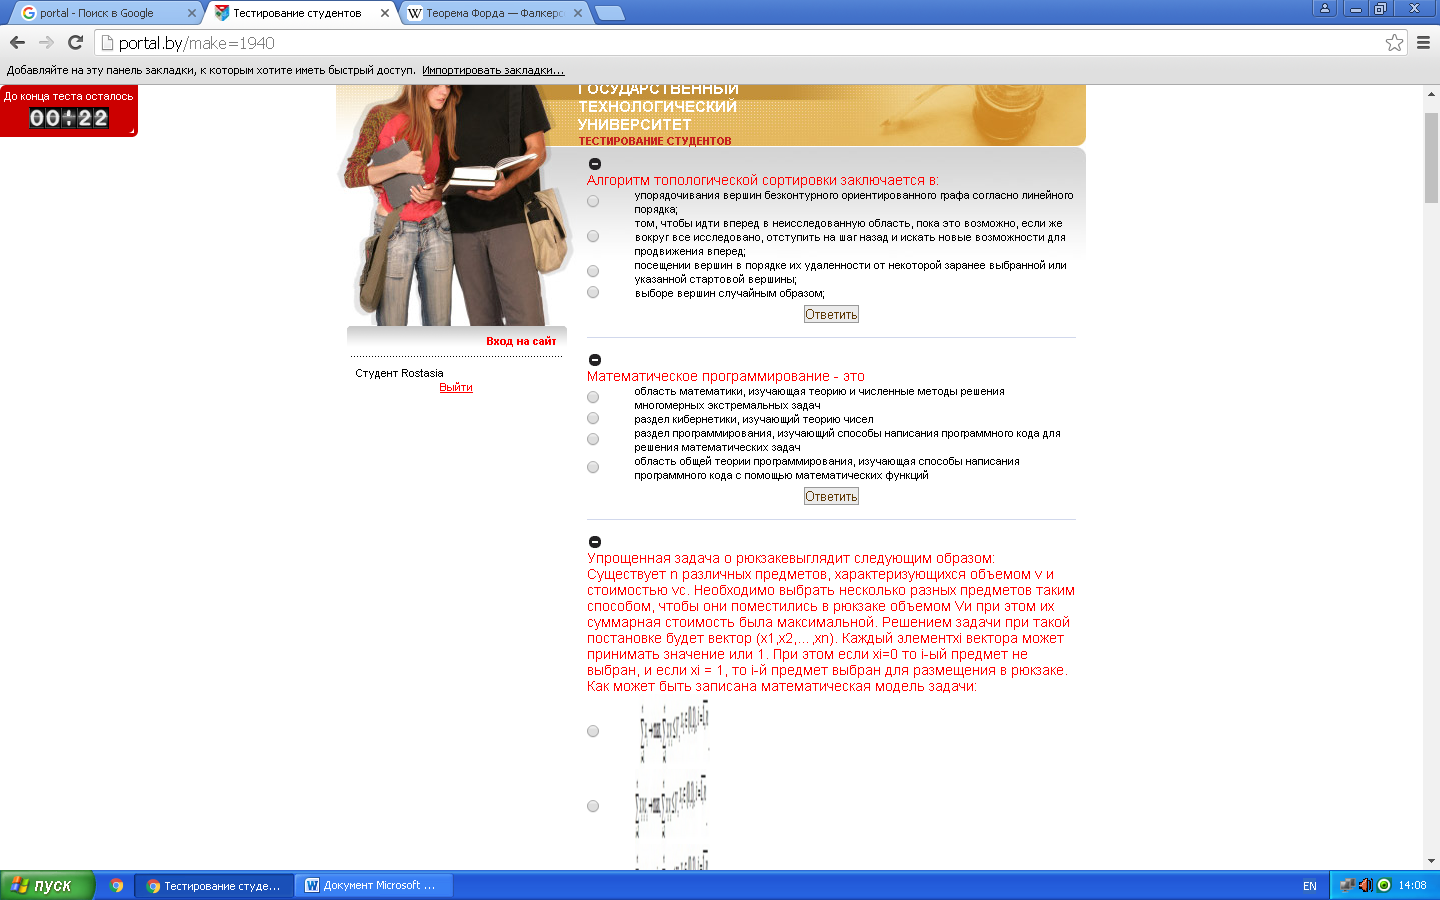 portal - Поиск в Google
Тестирование студентов
Теорема Форда — Фалкерс
portal.by/make=1940
Добавляйте на эту панель закладки, к которым хотите иметь быстрый доступ. Импортировать закладки...
До конца теста осталось
00:22
ГОСУДАРСТВЕННЫЙ
ТЕХНОЛОГИЧЕСКИЙ
УНИВЕРСИТЕТ
ТЕСТИРОВАНИЕ СТУДЕНТОВ
Вход на сайт
Студент Rostasia
Выйти
Алгоритм топологической сортировки заключается в:
упорядочивания вершин безконтурного ориентированного графа согласно линейного
порядка;
том, чтобы идти вперед в неисследованную область, пока это возможно, если же
вокруг все исследовано, отступить на шаг назад и искать новые возможности для
продвижения вперед;
посещении вершин в порядке их удаленности от некоторой заранее выбранной или
указанной стартовой вершины;
выборе вершин случайным образом;
Ответить
Математическое программирование - это
область математики, изучающая теорию и численные методы решения
многомерных экстремальных задач
раздел кибернетики, изучающий теорию чисел
раздел программирования, изучающий способы написания программного кода для
решения математических задач
область общей теории программирования, изучающая способы написания
программного кода с помощью математических функций
Ответить
Упрощенная задача о рюкзакевыглядит следующим образом:
Существует n различных предметов, характеризующихся объемом v и
стоимостью vc. Необходимо выбрать несколько разных предметов таким
способом, чтобы они поместились в рюкзаке объемом Vи при этом их
суммарная стоимость была максимальной. Решением задачи при такой
постановке будет вектор (x1,x2,...,xn). Каждый элементxi вектора может
принимать значение или 1. При этом если xi=0 то i-ый предмет не
выбран, и если xi = 1, то i-й предмет выбран для размещения в рюкзаке.
Как может быть записана математическая модель задачи:
пуск
Тестирование студе...
Документ Microsoft ...
EN
14:08